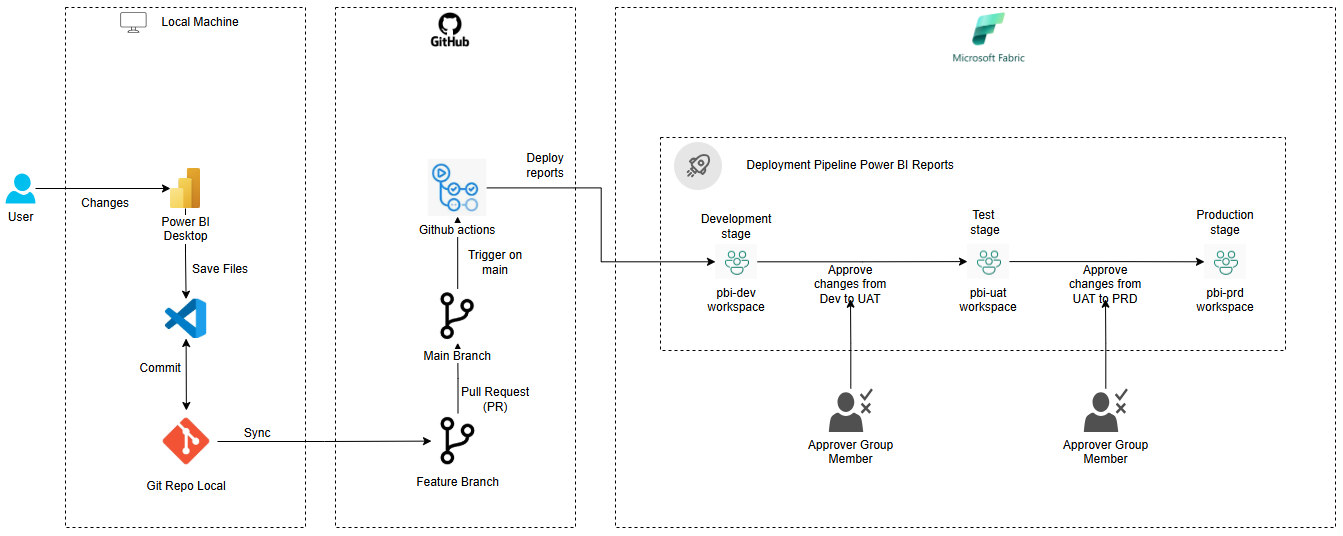 Local Machine
GitHub
Microsoft Fabric
User
Changes
Power BI
Desktop
Save Files
Commit
Git Repo Local
Sync
Feature Branch
Pull Request
(PR)
Main Branch
Trigger on
main
Github actions
Deploy
reports
Deployment Pipeline Power BI Reports
Development
stage
pbi-dev
workspace
Approve
changes from
Dev to UAT
Test
stage
pbi-uat
workspace
Approve
changes from
UAT to PRD
Production
stage
pbi-prd
workspace
Approver Group
Member
Approver Group
Member